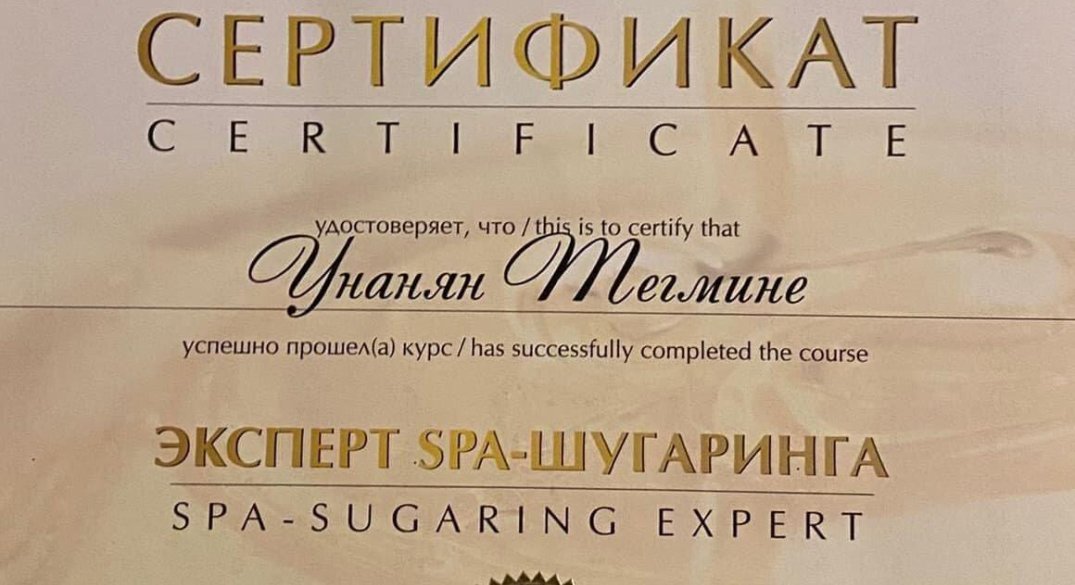 СЕРТИФИКАТ
CERTIFICATE
удостоверяет, что / this is to certify that
Унанян Тегмине
успешно прошел(а) курс / has successfully completed the course
ЭКСПЕРТ SPA-ШУГАРИНГА
SPA-SUGARING EXPERT